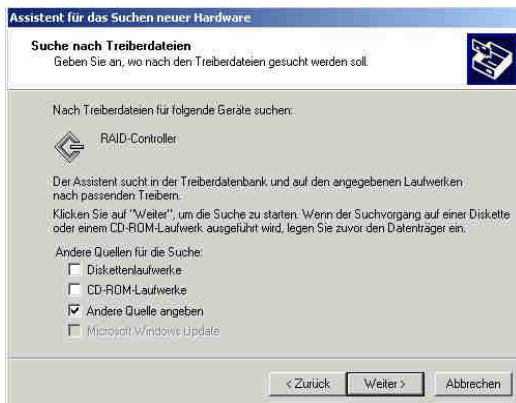 Assistent für das Suchen neuer Hardware
Suche nach Treiberdateien
Geben Sie an, wo nach den Treiberdateien gesucht werden soll.
Nach Treiberdateien für folgende Geräte suchen:
RAID-Controller
Der Assistent sucht in der Treiberdatenbank und auf den angegebenen Laufwerken
nach passenden Treibern.
Klicken Sie auf "Weiter", um die Suche zu starten. Wenn der Suchvorgang auf einer Diskette
oder einem CD-ROM-Laufwerk ausgeführt wird, legen Sie zuvor den Datenträger ein.
Andere Quellen für die Suche:
Diskettenlaufwerke
CD-ROM-Laufwerke
Andere Quelle angeben
Microsoft Windows Update
< Zurück Weiter > Abbrechen